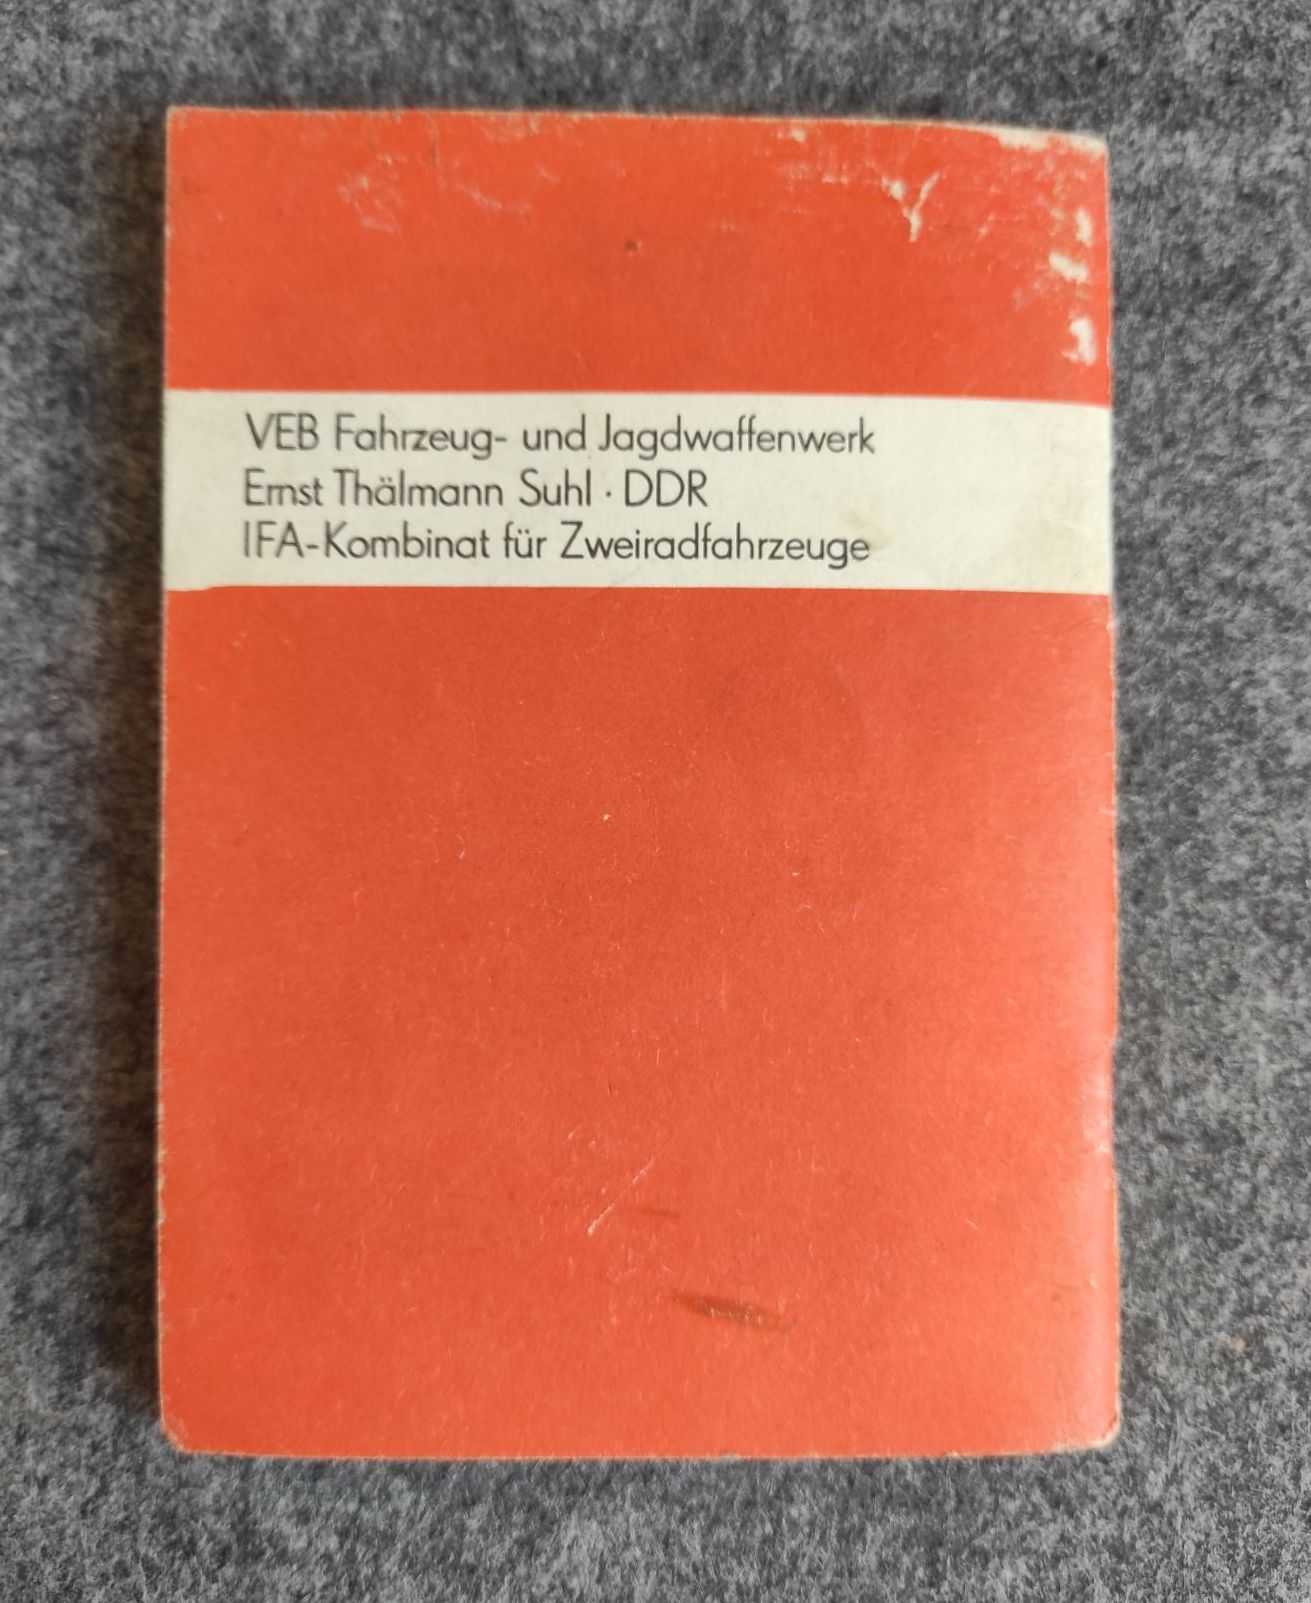 VEB Fahrzeug- und Jagdwaffenwerk
Ernst Thälmann Suhl · DDR
IFA-Kombinat für Zweiradfahrzeuge